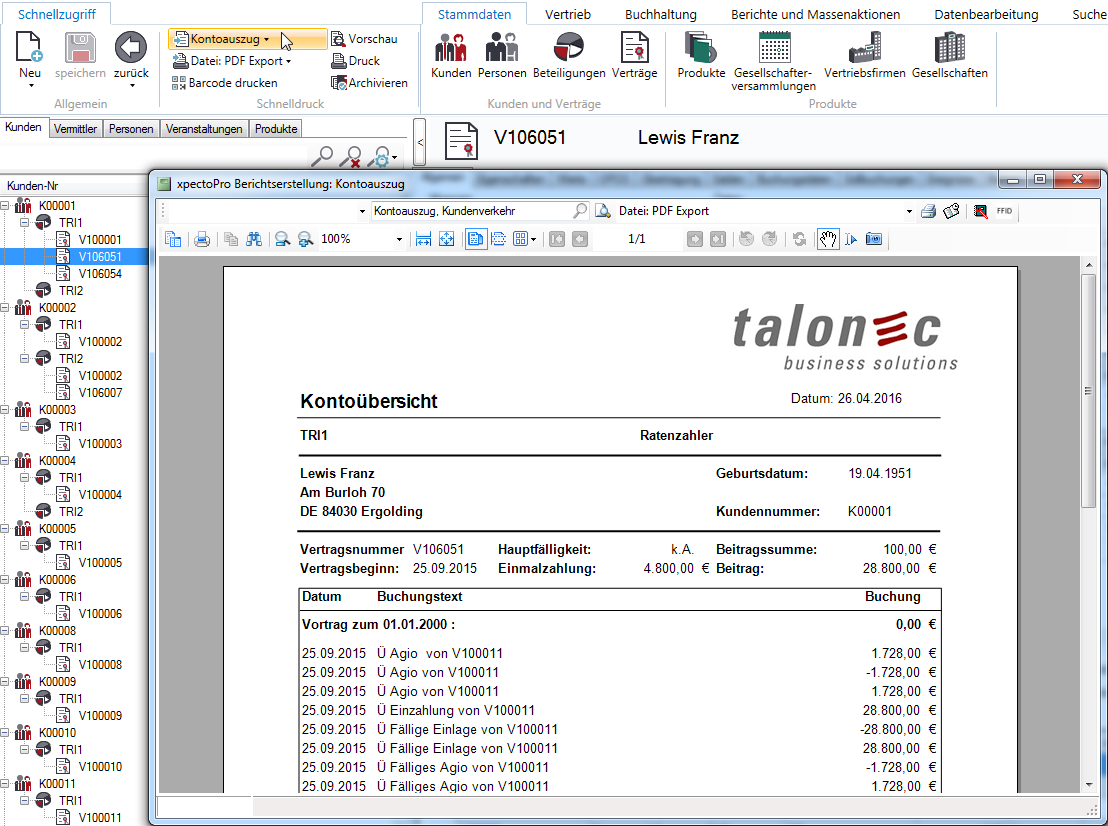 Schnellzugriff
Stammdaten Vertrieb Buchhaltung Berichte und Massenaktionen Datenbearbeitung Suche
Neu speichern zurück
Allgemein
Kontoauszug
Datei: PDF Export
Barcode drucken
Vorschau
Druck
Archivieren
Schnelldruck
Kunden Personen Beteiligungen Verträge
Kunden und Verträge
Produkte Gesellschafter-versammlungen Vertriebsfirmen Gesellschaften
Produkte
Kunden Vermittler Personen Veranstaltungen Produkte
< V106051 Lewis Franz
Kunden-Nr
K00001
TRI1
V100001
V106051
V106054
TRI2
K00002
TRI1
V100002
TRI2
V100002
V106007
K00003
TRI1
V100003
K00004
TRI1
V100004
TRI2
K00005
TRI1
V100005
K00006
TRI1
V100006
K00008
TRI1
V100008
K00009
TRI1
V100009
K00010
TRI1
V100010
K00011
TRI1
V100011
xpectoPro Berichtserstellung: Kontoauszug
Kontoauszug, Kundenverkehr Datei: PDF Export FFID
100% 1/1
talonec
business solutions
Kontoübersicht Datum: 26.04.2016
TRI1 Ratenzahler
Lewis Franz Geburtsdatum: 19.04.1951
Am Burloh 70
DE 84030 Ergolding Kundennummer: K00001
Vertragsnummer V106051 Hauptfälligkeit: k.A. Beitragssumme: 100,00 €
Vertragsbeginn: 25.09.2015 Einmalzahlung: 4.800,00 € Beitrag: 28.800,00 €
Datum Buchungstext Buchung
Vortrag zum 01.01.2000 : 0,00 €
25.09.2015 Ü Agio von V100011 1.728,00 €
25.09.2015 Ü Agio von V100011 -1.728,00 €
25.09.2015 Ü Agio von V100011 1.728,00 €
25.09.2015 Ü Einzahlung von V100011 28.800,00 €
25.09.2015 Ü Fällige Einlage von V100011 -28.800,00 €
25.09.2015 Ü Fällige Einlage von V100011 28.800,00 €
25.09.2015 Ü Fälliges Agio von V100011 -1.728,00 €
25.09.2015 Ü Fälliges Agio von V100011 1.728,00 €